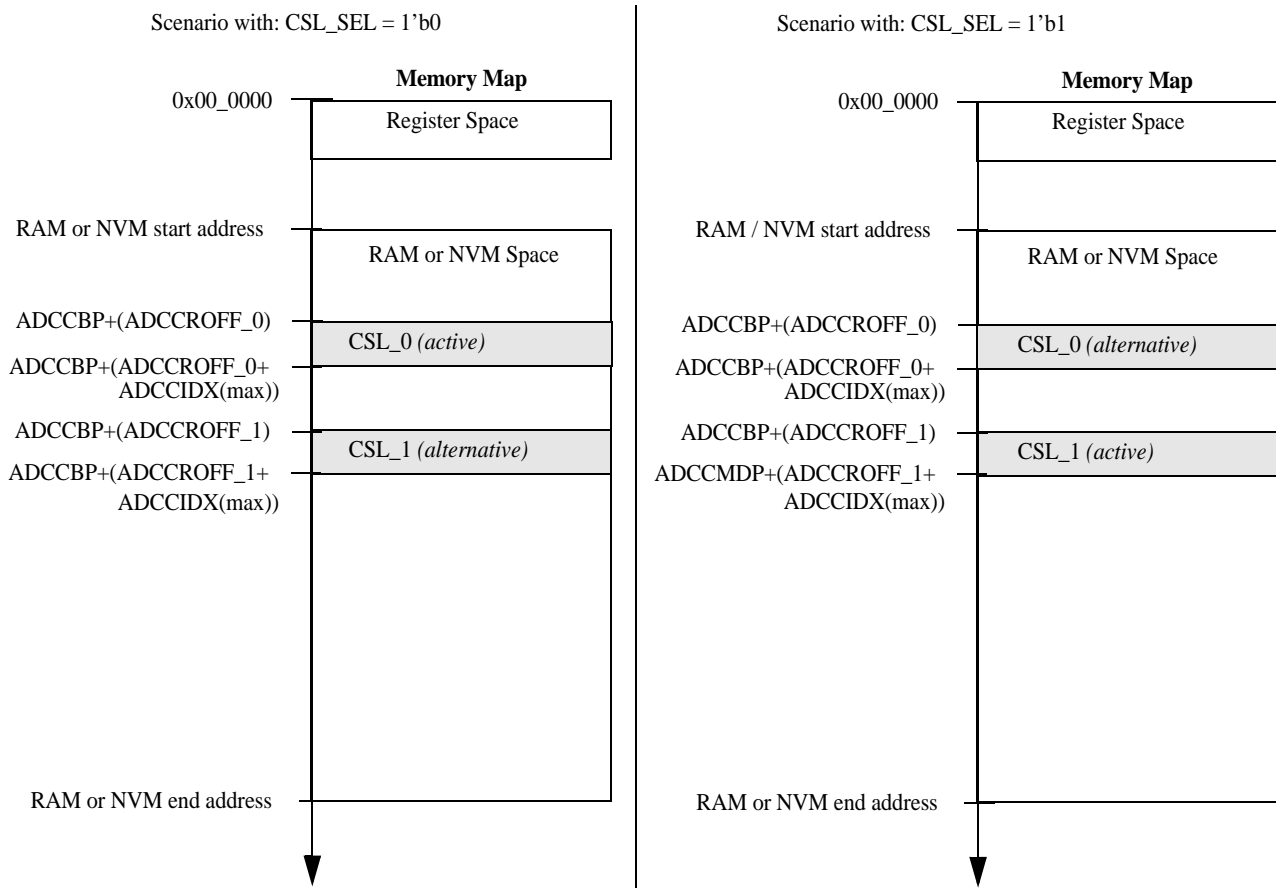 Scenario with: CSL_SEL = 1’b0
Memory Map
0x00_0000
Register Space
RAM or NVM start address
RAM or NVM Space
ADCCBP+(ADCCROFF_0)
CSL_0 (active)
ADCCBP+(ADCCROFF_0+
ADCCIDX(max))
ADCCBP+(ADCCROFF_1)
CSL_1 (alternative)
ADCCBP+(ADCCROFF_1+
ADCCIDX(max))
RAM or NVM end address
Scenario with: CSL_SEL = 1’b1
Memory Map
0x00_0000
Register Space
RAM / NVM start address
RAM or NVM Space
ADCCBP+(ADCCROFF_0)
CSL_0 (alternative)
ADCCBP+(ADCCROFF_0+
ADCCIDX(max))
ADCCBP+(ADCCROFF_1)
CSL_1 (active)
ADCCMDP+(ADCCROFF_1+
ADCCIDX(max))
RAM or NVM end address